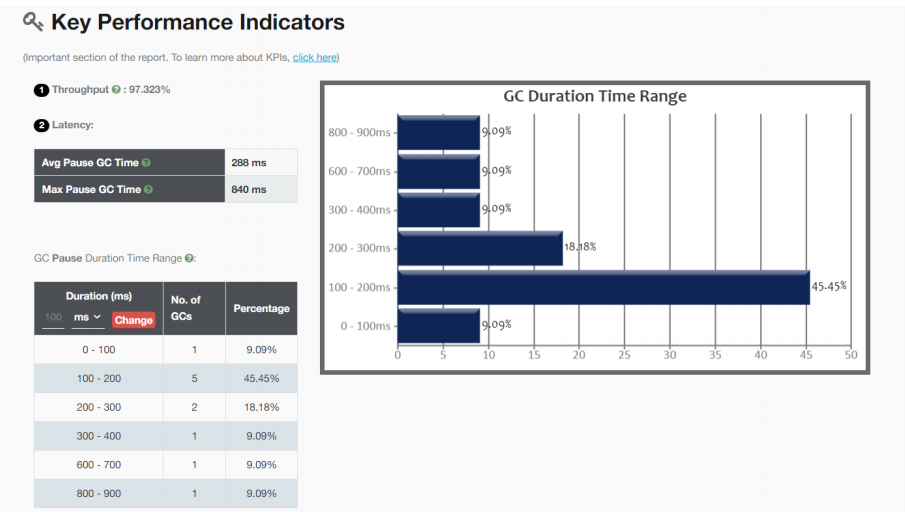 Key Performance Indicators
(Important section of the report. To learn more about KPIs, click here)
1 Throughput ? : 97.323%
2 Latency:
Avg Pause GC Time ? 288 ms
Max Pause GC Time ? 840 ms
GC Pause Duration Time Range ?:
Duration (ms) No. of GCs Percentage
100 ms Change
0 - 100 1 9.09%
100 - 200 5 45.45%
200 - 300 2 18.18%
300 - 400 1 9.09%
600 - 700 1 9.09%
800 - 900 1 9.09%
GC Duration Time Range
800 - 900ms 9.09%
600 - 700ms 9.09%
300 - 400ms 9.09%
200 - 300ms 18.18%
100 - 200ms 45.45%
0 - 100ms 9.09%
0 5 10 15 20 25 30 35 40 45 50